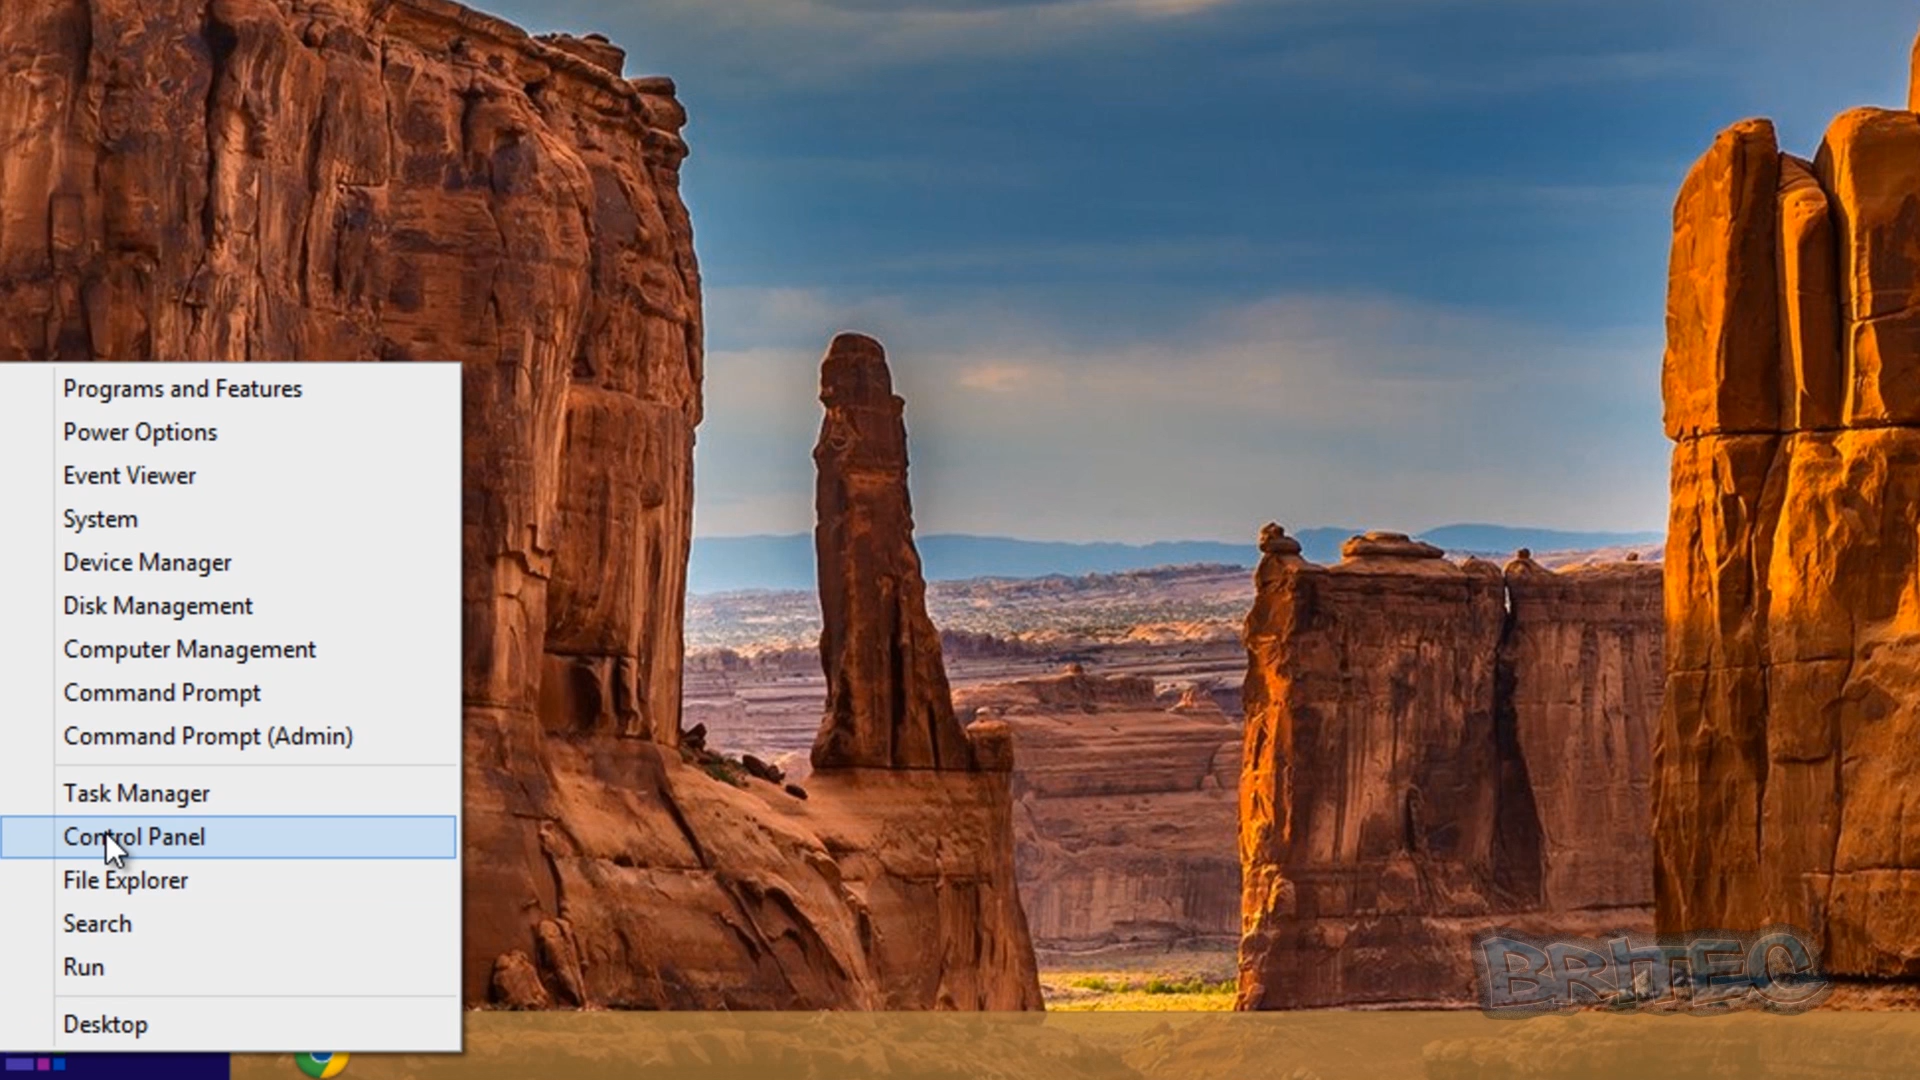 Programs and Features
Power Options
Event Viewer
System
Device Manager
Disk Management
Computer Management
Command Prompt
Command Prompt (Admin)
Task Manager
Control Panel
File Explorer
Search
Run
Desktop
BRITEC